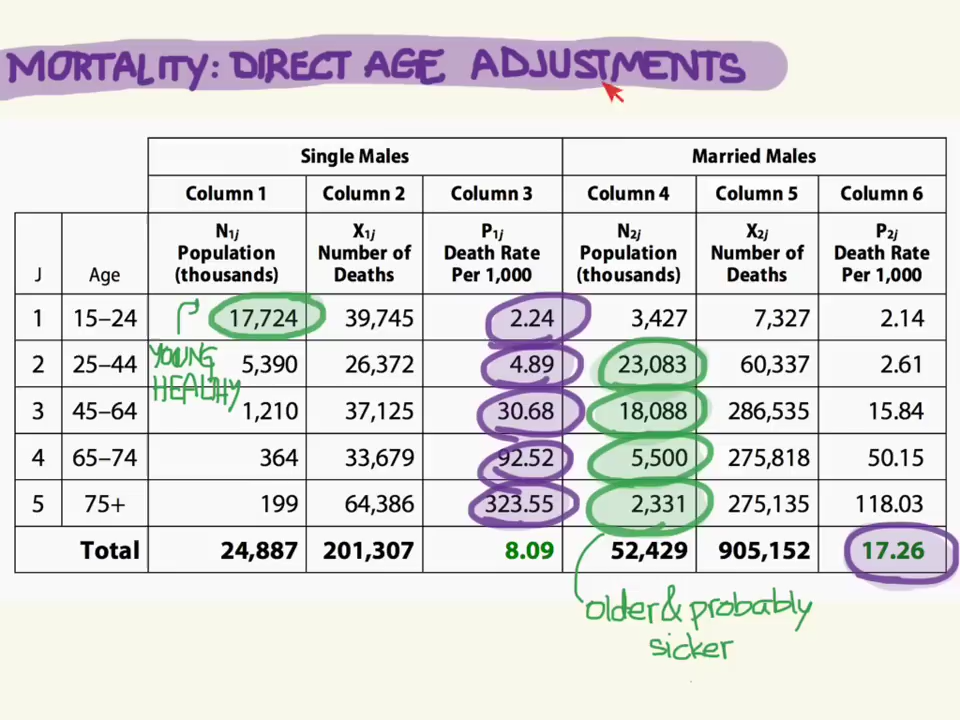 MORTALITY: DIRECT AGE ADJUSTMENTS
Single Males Married Males
Column 1 Column 2 Column 3 Column 4 Column 5 Column 6
J Age N1j Population (thousands) X1j Number of Deaths P1j Death Rate Per 1,000 N2j Population (thousands) X2j Number of Deaths P2j Death Rate Per 1,000
1 15–24 17,724 39,745 2.24 3,427 7,327 2.14
YOUNG
HEALTHY
2 25–44 5,390 26,372 4.89 23,083 60,337 2.61
3 45–64 1,210 37,125 30.68 18,088 286,535 15.84
4 65–74 364 33,679 92.52 5,500 275,818 50.15
5 75+ 199 64,386 323.55 2,331 275,135 118.03
Total 24,887 201,307 8.09 52,429 905,152 17.26
older & probably
sicker